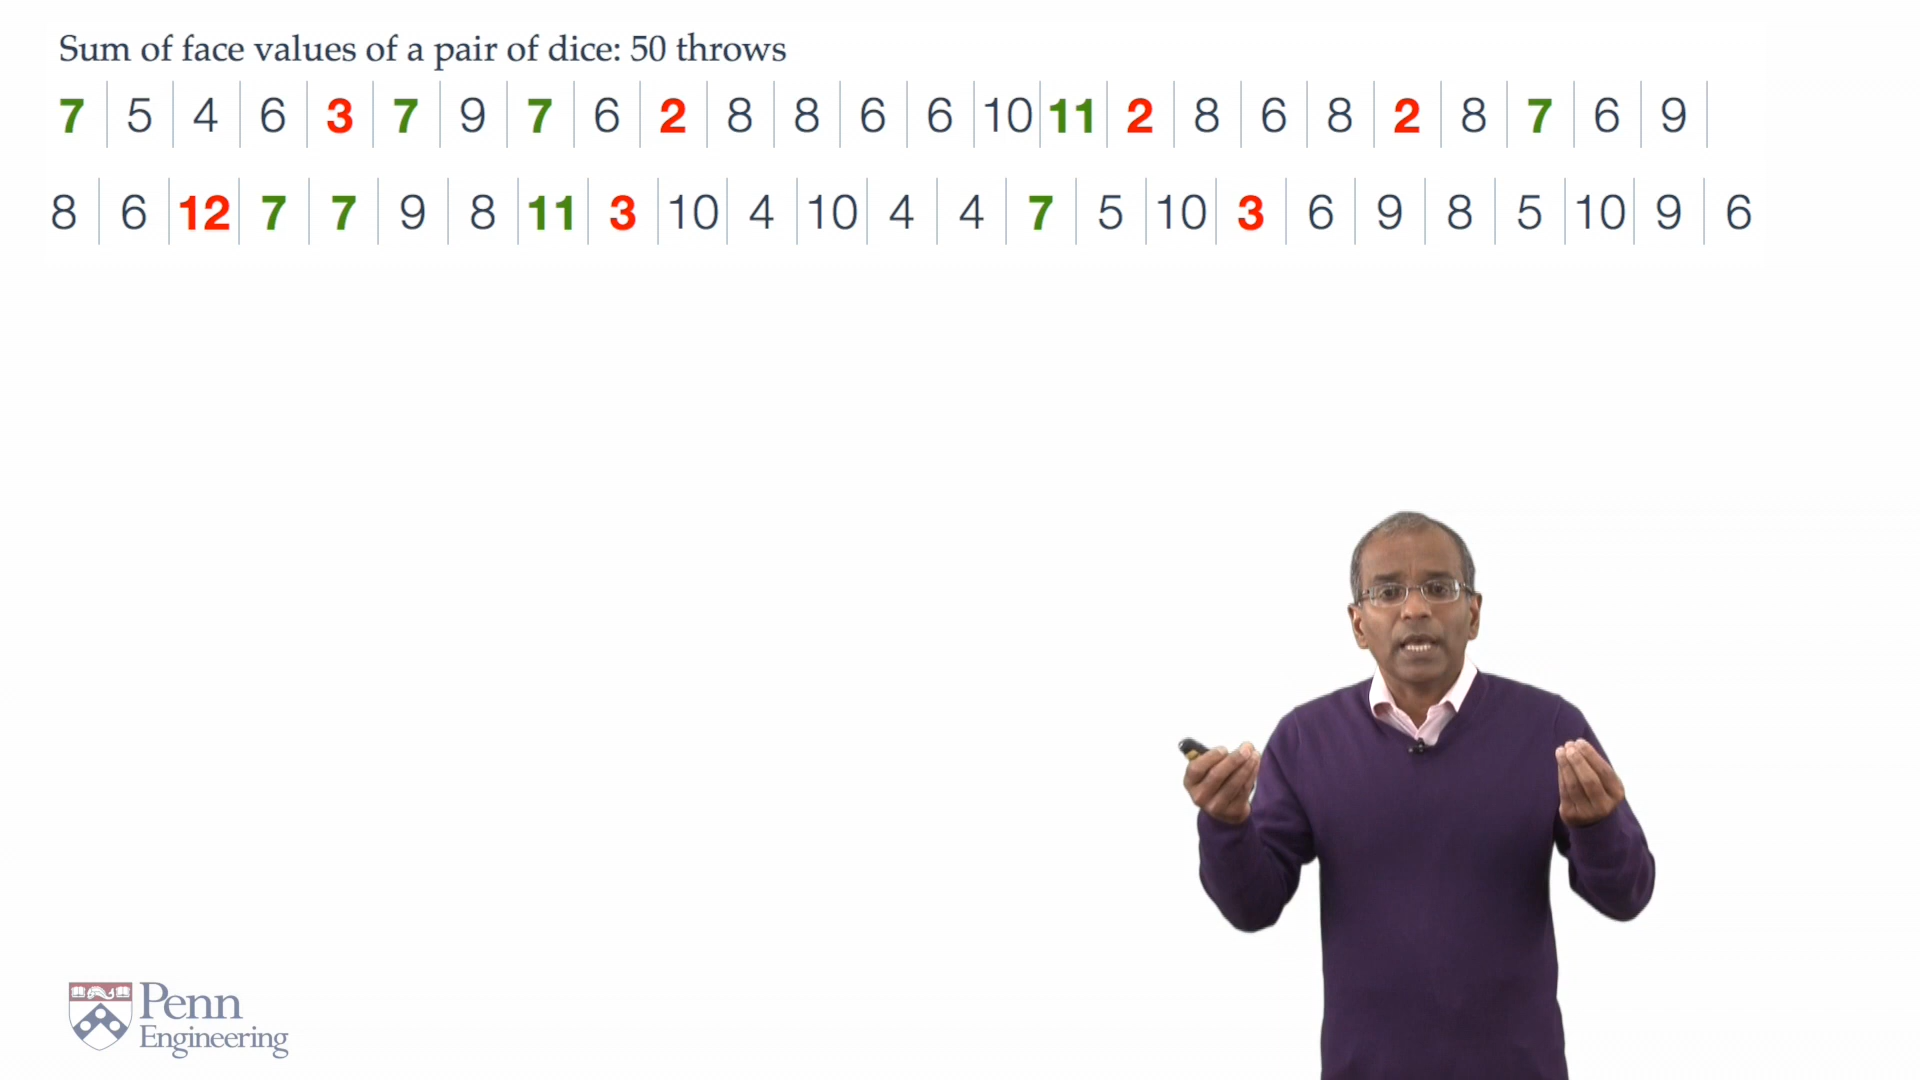 Sum of face values of a pair of dice: 50 throws
7 5 4 6 3 7 9 7 6 2 8 8 6 6 10 11 2 8 6 8 2 8 7 6 9
8 6 12 7 7 9 8 11 3 10 4 10 4 4 7 5 10 3 6 9 8 5 10 9 6
Penn
Engineering